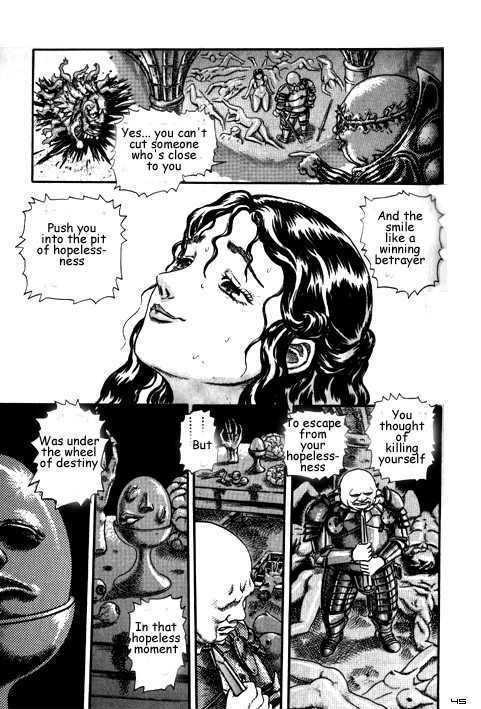 Yes... you can't
cut someone
who's close
to you
And the
smile
like a
winning
betrayer
Push you
into the pit
of hopeless-
ness
You
thought
of
killing
yourself
To escape
from
your
hopeless-
ness
......
But
In that
hopeless
moment
Was under
the wheel
of destiny
45